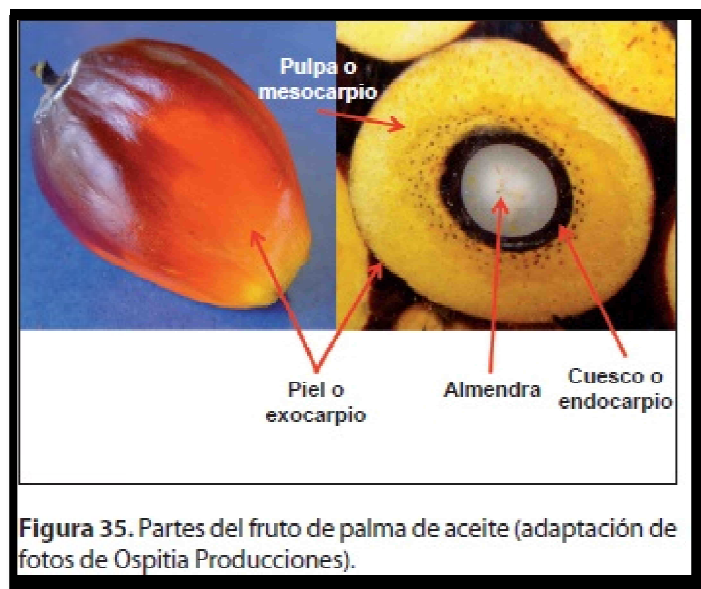 Pulpa o
mesocarpio
Piel o
exocarpio
Almendra
Cuesco o
endocarpio
Figura 35. Partes del fruto de palma de aceite (adaptación de
fotos de Ospitia Producciones).